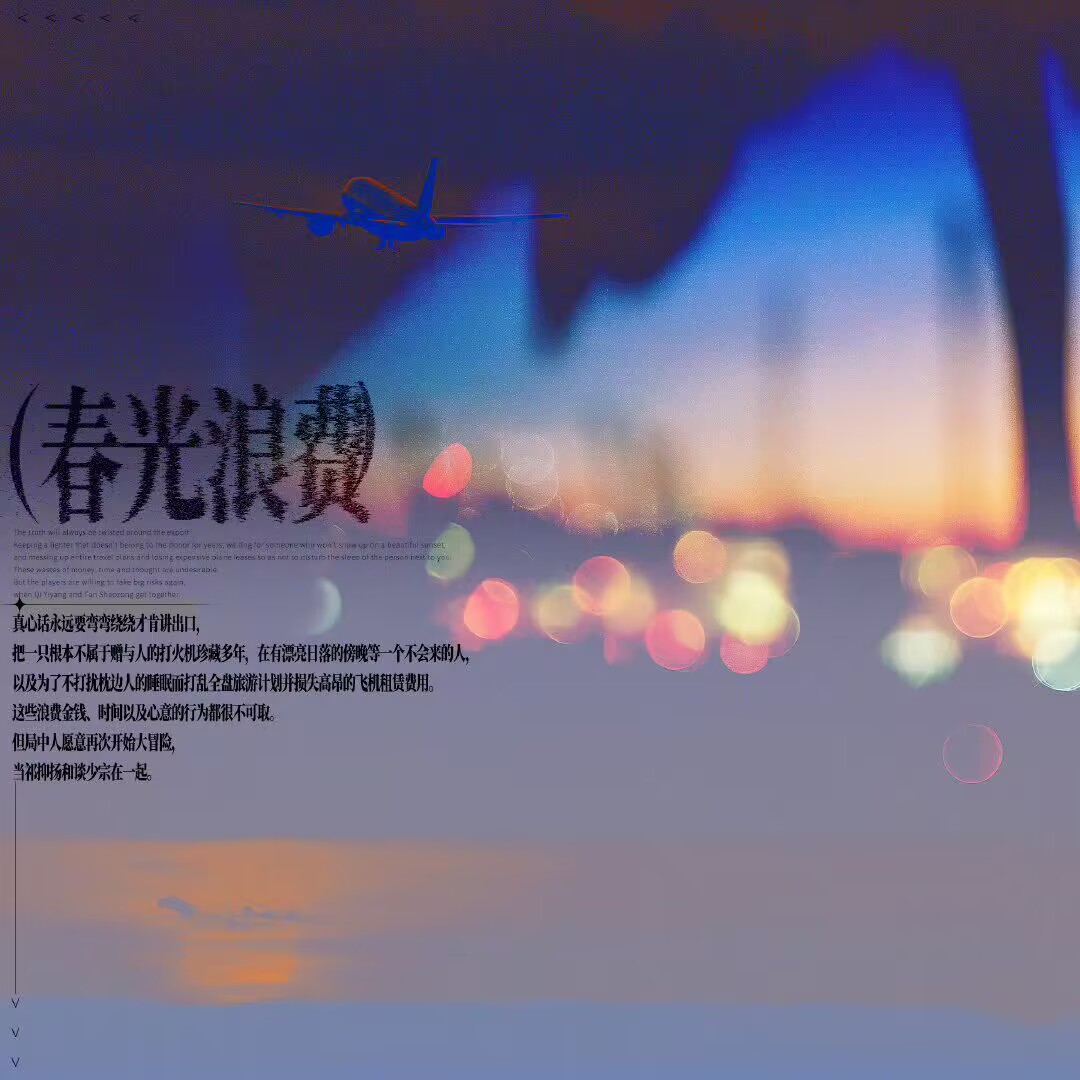 < < < < <
(春光浪费)
The truth will always be twisted around the export
Keeping a lighter that doesn't belong to the donor for years, waiting for someone who won't show up on a beautiful sunset,
and messing up entire travel plans and losing expensive plane leases so as not to disturb the sleep of the person next to you.
These wastes of money, time and thought are undesirable.
But the players are willing to take big risks again,
when Qi Yiyang and Tan Shaozong get together.
真心话永远要弯弯绕绕才肯讲出口，
把一只根本不属于赠与人的打火机珍藏多年，在有漂亮日落的傍晚等一个不会来的人，
以及为了不打扰枕边人的睡眠而打乱全盘旅游计划并损失高昂的飞机租赁费用。
这些浪费金钱、时间以及心意的行为都很不可取。
但局中人愿意再次开始大冒险，
当祁抑扬和谈少宗在一起。
V
V
V